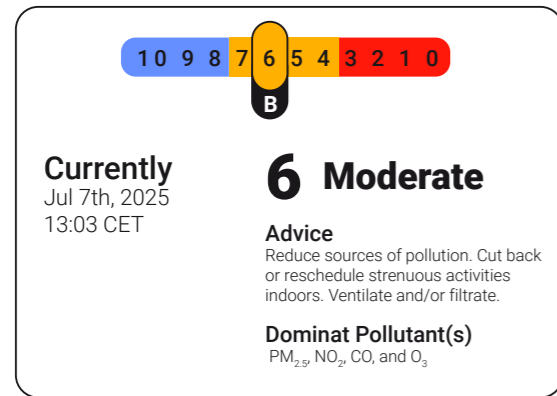 10 9 8 7 6 5 4 3 2 1 0
B
Currently
Jul 7th, 2025
13:03 CET
6 Moderate
Advice
Reduce sources of pollution. Cut back
or reschedule strenuous activities
indoors. Ventilate and/or filtrate.
Dominat Pollutant(s)
PM₂.₅, NO₂, CO, and O₃